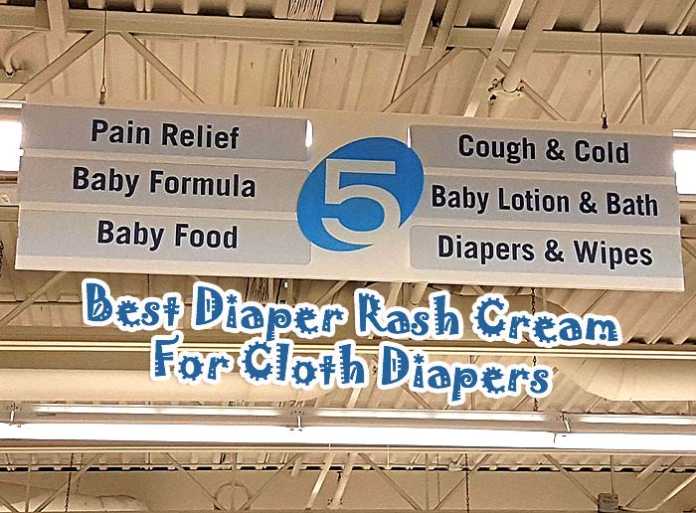 Pain Relief
Baby Formula
Baby Food
5
Cough & Cold
Baby Lotion & Bath
Diapers & Wipes
Best Diaper Rash Cream
For Cloth Diapers